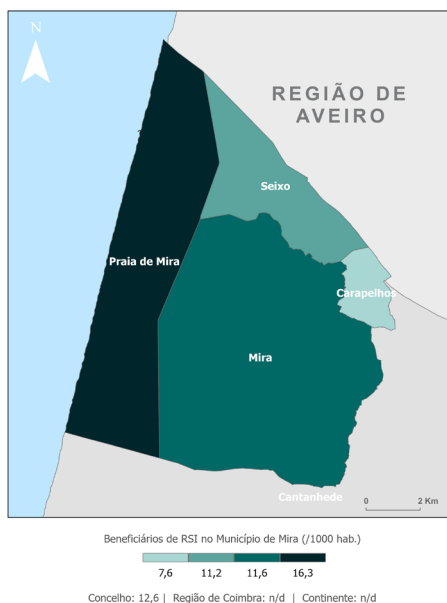 N
REGIÃO DE
AVEIRO
Seixo
Praia de Mira
Carapelhos
Mira
Cantanhede
0 2 Km
Beneficiários de RSI no Município de Mira (/1000 hab.)
7,6 11,2 11,6 16,3
Concelho: 12,6 | Região de Coimbra: n/d | Continente: n/d